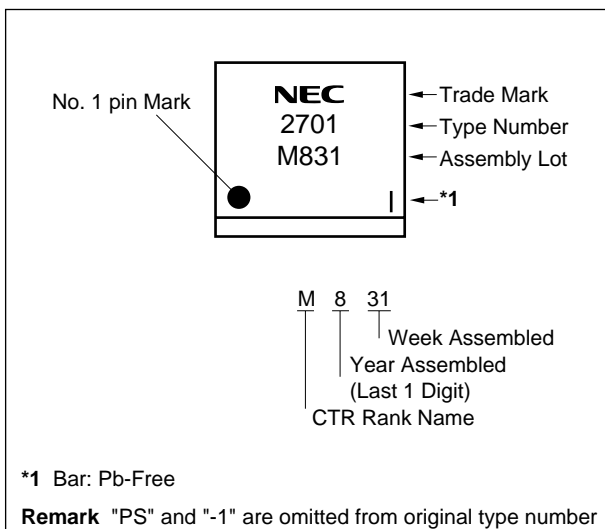 No. 1 pin Mark
NEC
2701
M831
Trade Mark
Type Number
Assembly Lot
*1
M 8 31
Week Assembled
Year Assembled
(Last 1 Digit)
CTR Rank Name
*1 Bar: Pb-Free
Remark "PS" and "-1" are omitted from original type number